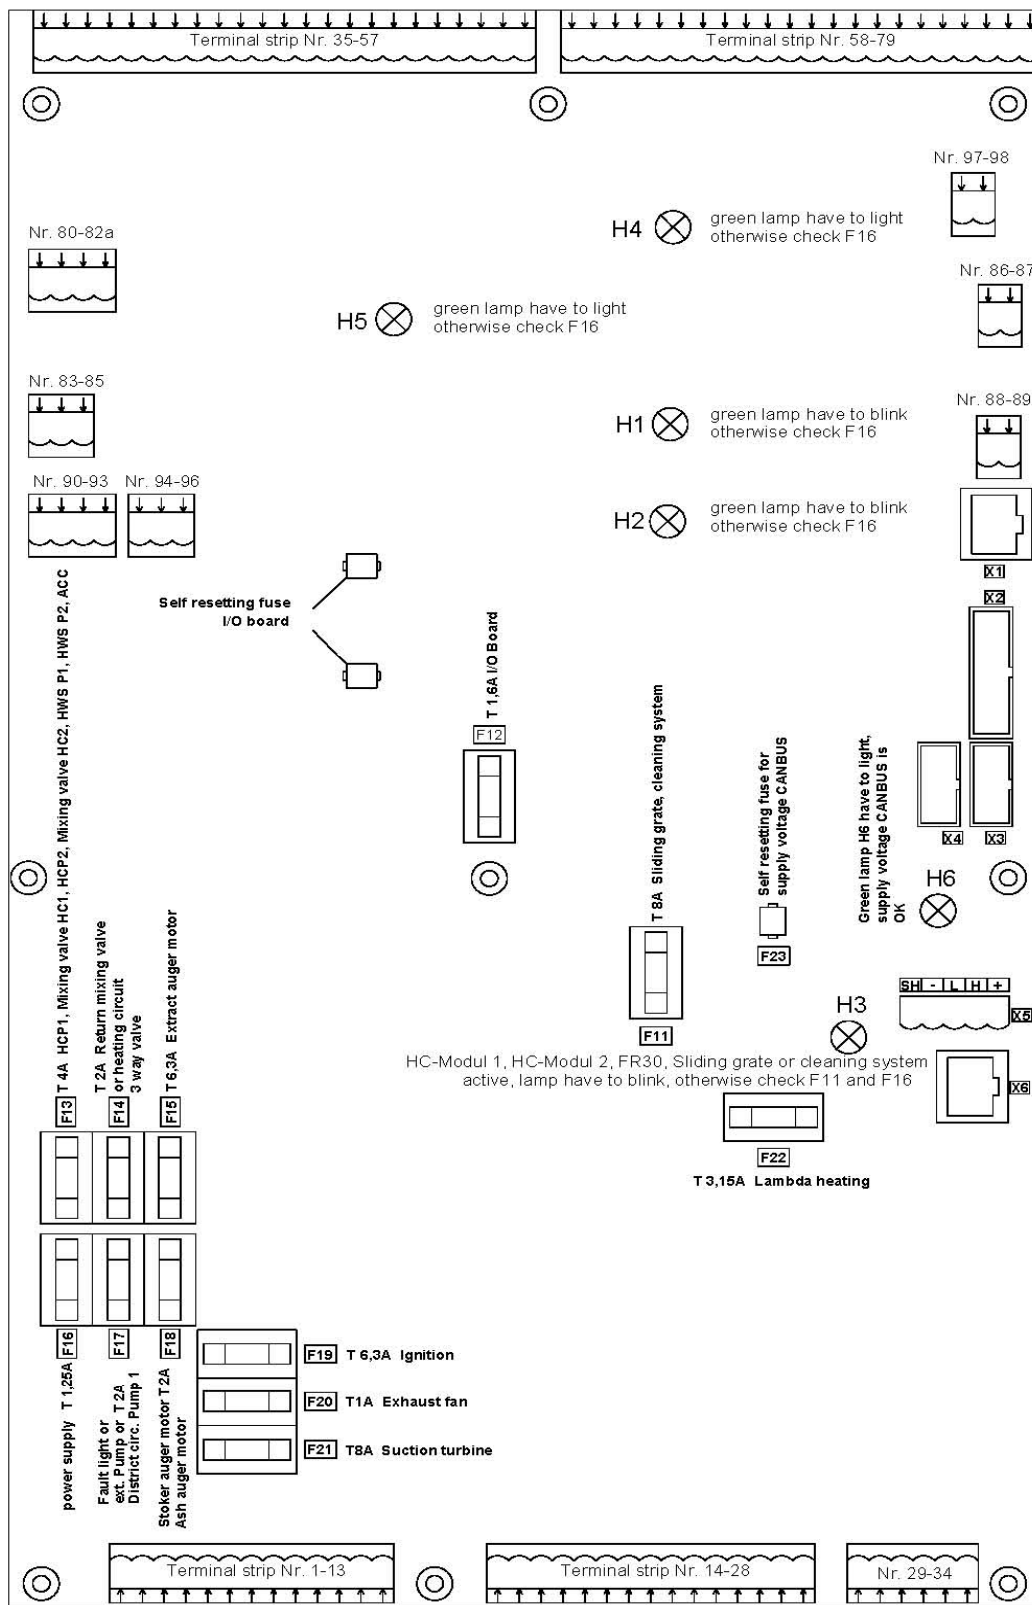 Terminal strip Nr. 35-57
Terminal strip Nr. 58-79
Nr. 97-98
Nr. 80-82a
H4
green lamp have to light
otherwise check F16
Nr. 86-87
H5
green lamp have to light
otherwise check F16
Nr. 83-85
Nr. 88-89
H1
green lamp have to blink
otherwise check F16
Nr. 90-93
Nr. 94-96
H2
green lamp have to blink
otherwise check F16
X1
X2
Self resetting fuse
I/O board
T 1,6A I/O Board
F12
T 8A Sliding grate, cleaning system
F11
Self resetting fuse for
supply voltage CANBUS
F23
Green lamp H6 have to light,
supply voltage CANBUS is
OK
X4
X3
H6
SH - L H +
X5
H3
HC-Modul 1, HC-Modul 2, FR30, Sliding grate or cleaning system
active, lamp have to blink, otherwise check F11 and F16
X6
F22
T 3,15A Lambda heating
T 4A HCP1, Mixing valve HC1, HCP2, Mixing valve HC2, HWS P1, HWS P2, ACC
F13
T 2A Return mixing valve
or heating circuit
3 way valve
F14
T 6,3A Extract auger motor
F15
F16
power supply T 1,25A
F17
Fault light or
ext. Pump or T 2A
District circ. Pump 1
F18
Stoker auger motor T 2A
Ash auger motor
F19 T 6,3A Ignition
F20 T1A Exhaust fan
F21 T8A Suction turbine
Terminal strip Nr. 1-13
Terminal strip Nr. 14-28
Nr. 29-34